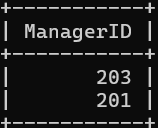 +-----------+
| ManagerID |
+-----------+
|       203 |
|       201 |
+-----------+